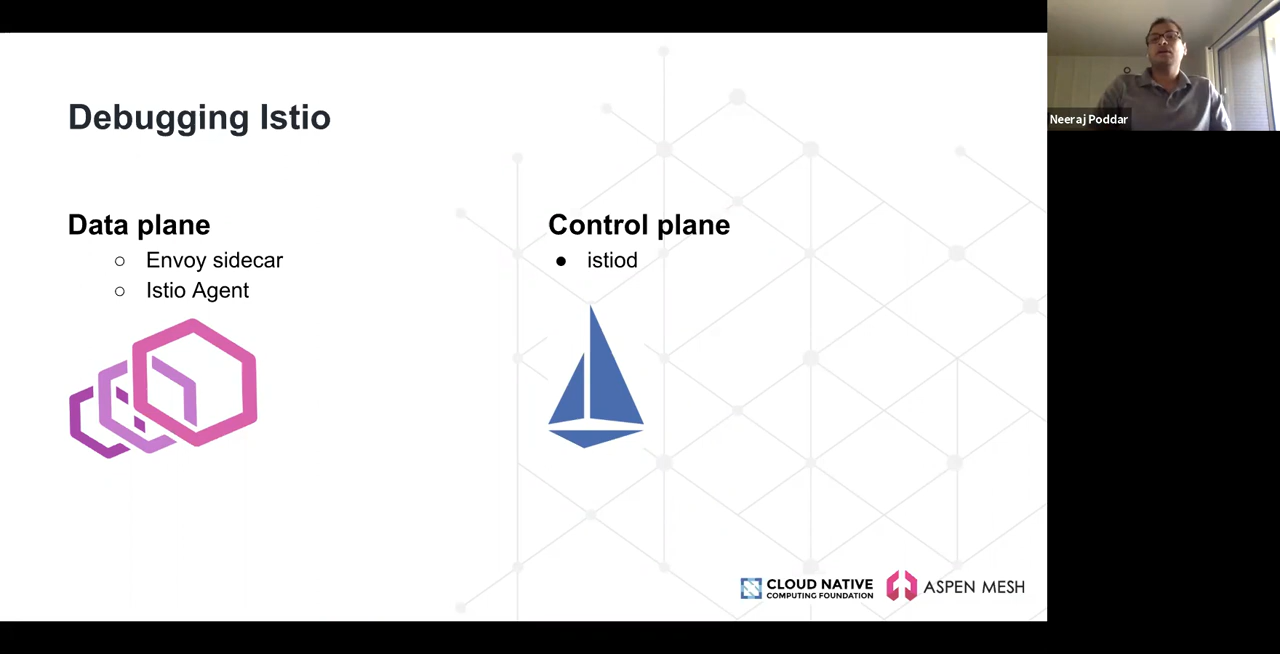 Debugging Istio
Data plane
○ Envoy sidecar
○ Istio Agent
Control plane
● istiod
CLOUD NATIVE
COMPUTING FOUNDATION
ASPEN MESH
Neeraj Poddar